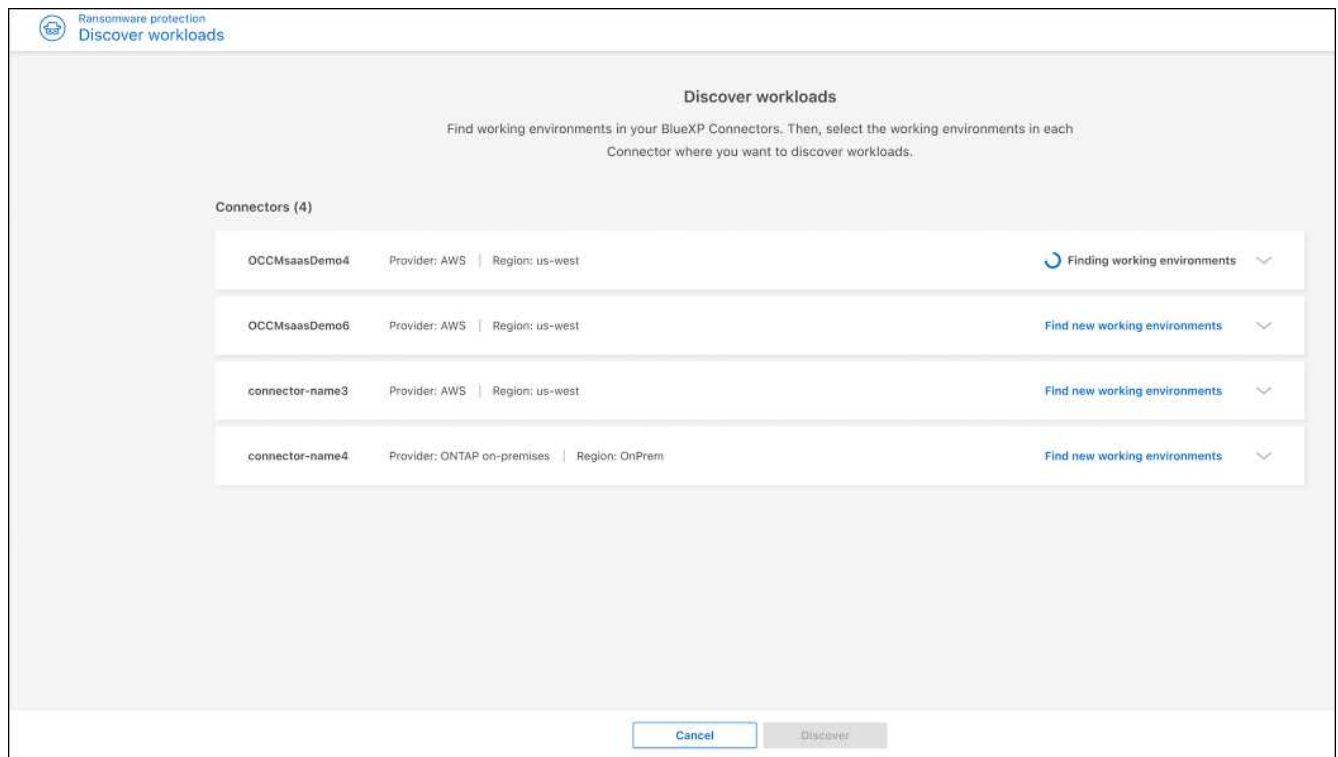 Ransomware protection
Discover workloads
Discover workloads
Find working environments in your BlueXP Connectors. Then, select the working environments in each
Connector where you want to discover workloads.
Connectors (4)
OCCMsaasDemo4 Provider: AWS | Region: us-west Finding working environments
OCCMsaasDemo6 Provider: AWS | Region: us-west Find new working environments
connector-name3 Provider: AWS | Region: us-west Find new working environments
connector-name4 Provider: ONTAP on-premises | Region: OnPrem Find new working environments
Cancel Discover